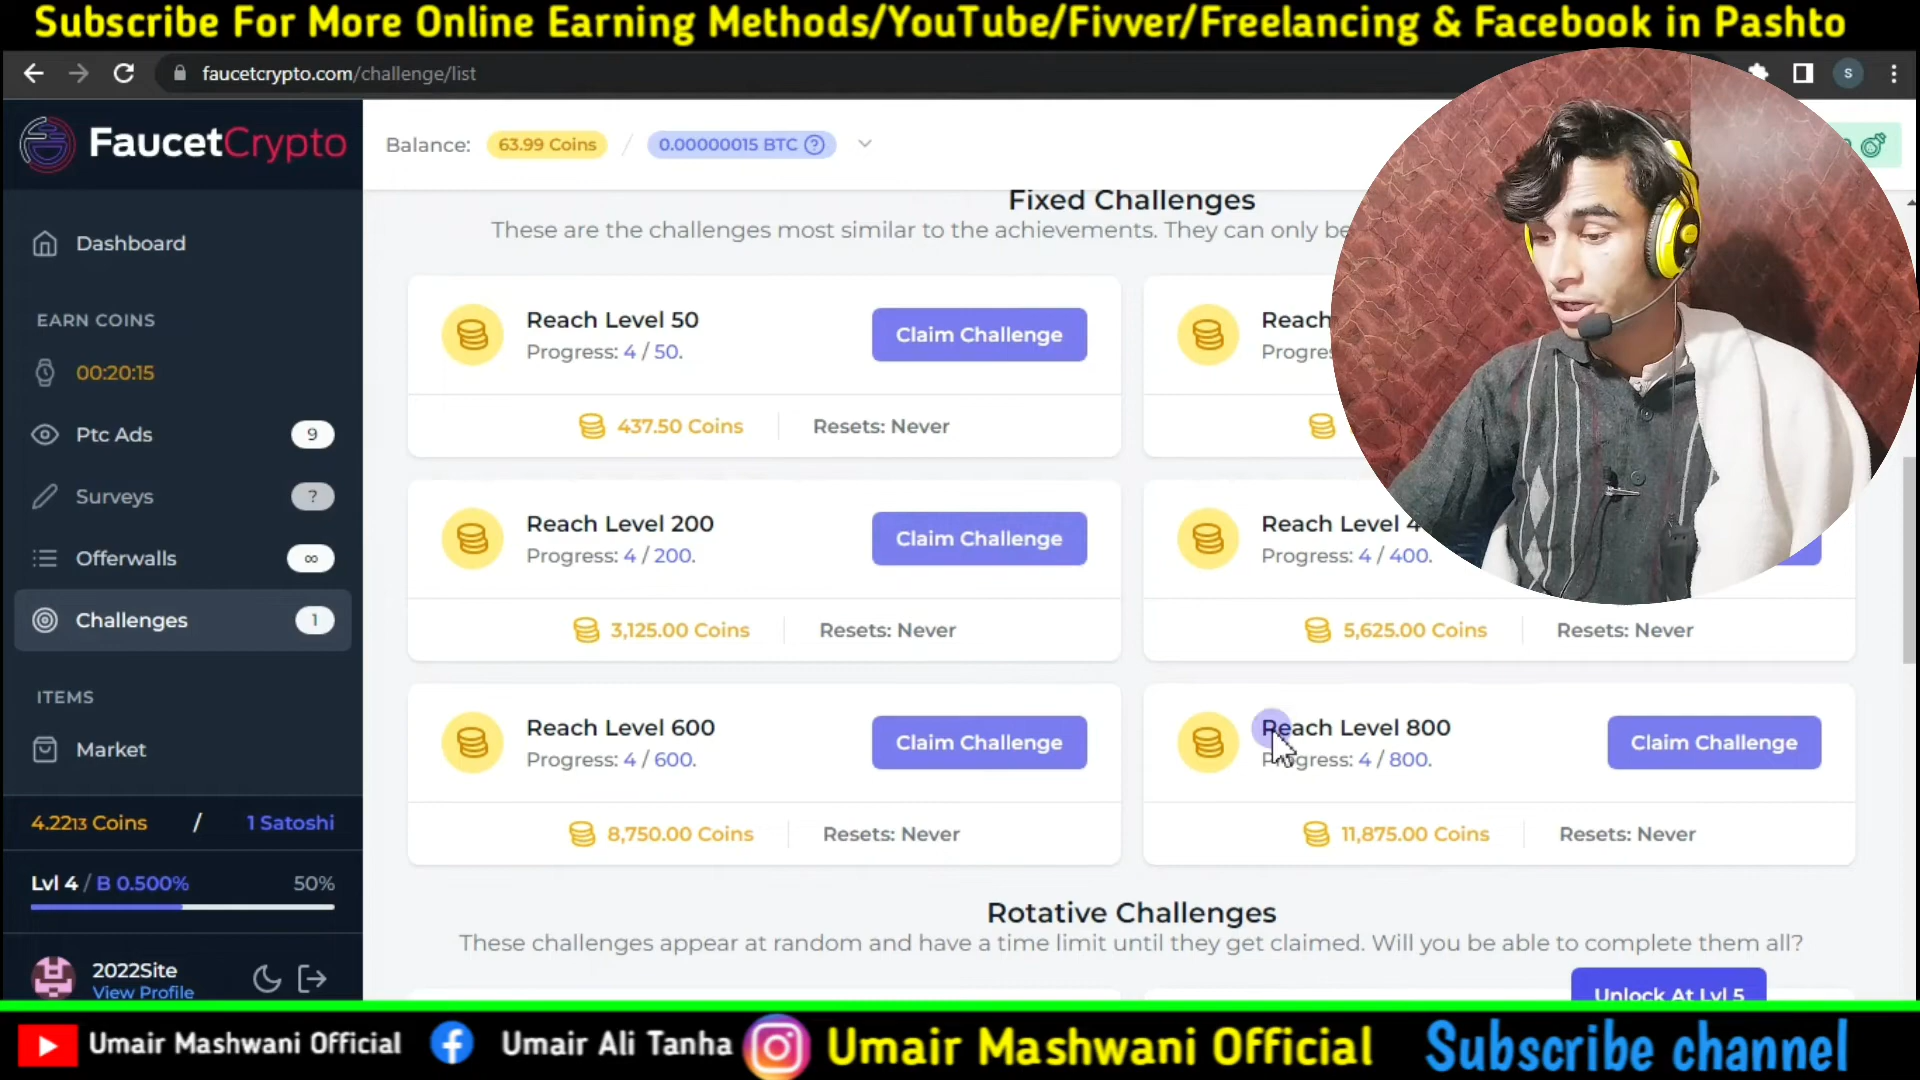 Subscribe For More Online Earning Methods/YouTube/Fivver/Freelancing & Facebook in Pashto
faucetcrypto.com/challenge/list
S
FaucetCrypto
Balance: 63.99 Coins / 0.00000015 BTC ?
Dashboard
EARN COINS
00:20:15
Ptc Ads 9
Surveys ?
Offerwalls ∞
Challenges 1
ITEMS
Market
4.2213 Coins / 1 Satoshi
Lvl 4 / B 0.500% 50%
2022Site
View Profile
Fixed Challenges
These are the challenges most similar to the achievements. They can only be
Reach Level 50
Progress: 4 / 50.
Claim Challenge
437.50 Coins
Resets: Never
Reach
Progress:
Reach Level 200
Progress: 4 / 200.
Claim Challenge
3,125.00 Coins
Resets: Never
Reach Level 4
Progress: 4 / 400.
5,625.00 Coins
Resets: Never
Reach Level 600
Progress: 4 / 600.
Claim Challenge
8,750.00 Coins
Resets: Never
Reach Level 800
Progress: 4 / 800.
Claim Challenge
11,875.00 Coins
Resets: Never
Rotative Challenges
These challenges appear at random and have a time limit until they get claimed. Will you be able to complete them all?
Unlock At Lvl 5
Umair Mashwani Official
Umair Ali Tanha
Umair Mashwani Official
Subscribe channel